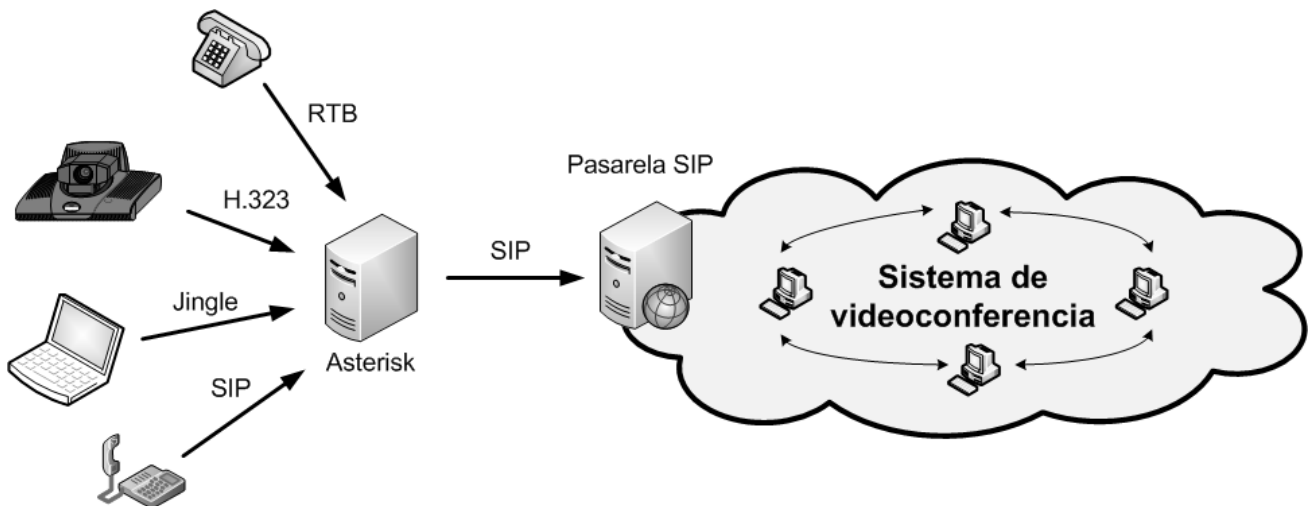 RTB
Pasarela SIP
H.323
SIP
Sistema de
videoconferencia
Jingle
Asterisk
SIP